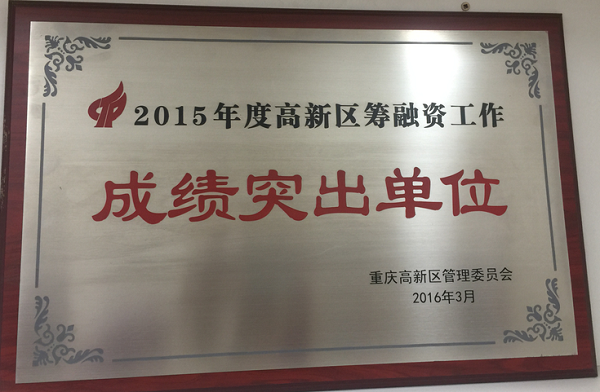 2015年度高新区筹融资工作
成绩突出单位
重庆高新区管理委员会
2016年3月